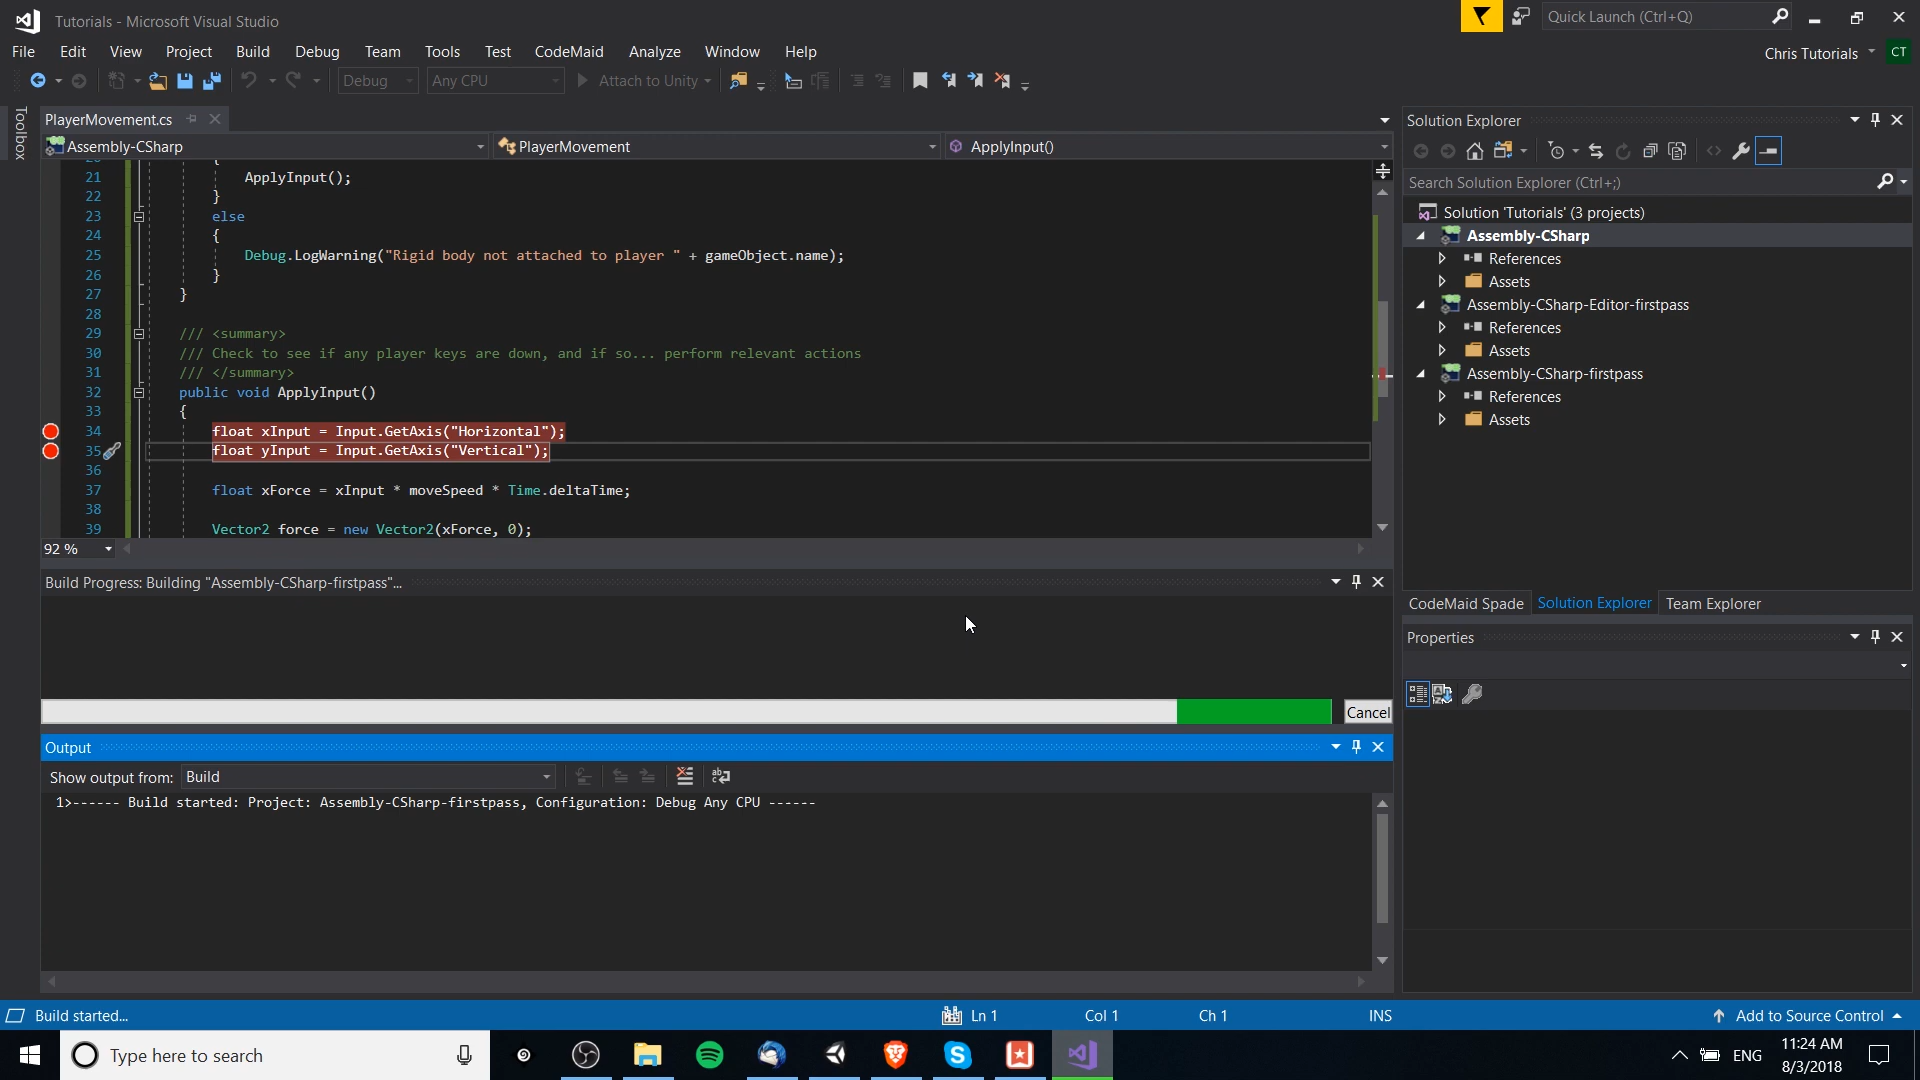 Tutorials - Microsoft Visual Studio
Quick Launch (Ctrl+Q)
File Edit View Project Build Debug Team Tools Test CodeMaid Analyze Window Help
Chris Tutorials CT
Debug Any CPU Attach to Unity
Toolbox
PlayerMovement.cs
Assembly-CSharp PlayerMovement ApplyInput()
21 ApplyInput();
22 }
23 else
24 {
25 Debug.LogWarning("Rigid body not attached to player " + gameObject.name);
26 }
27 }
28
29 /// <summary>
30 /// Check to see if any player keys are down, and if so... perform relevant actions
31 /// </summary>
32 public void ApplyInput()
33 {
34 float xInput = Input.GetAxis("Horizontal");
35 float yInput = Input.GetAxis("Vertical");
36
37 float xForce = xInput * moveSpeed * Time.deltaTime;
38
39 Vector2 force = new Vector2(xForce, 0);
92 %
Build Progress: Building "Assembly-CSharp-firstpass"...
Cancel
Output
Show output from: Build
1>------ Build started: Project: Assembly-CSharp-firstpass, Configuration: Debug Any CPU ------
Solution Explorer
Search Solution Explorer (Ctrl+;)
Solution 'Tutorials' (3 projects)
Assembly-CSharp
References
Assets
Assembly-CSharp-Editor-firstpass
References
Assets
Assembly-CSharp-firstpass
References
Assets
CodeMaid Spade Solution Explorer Team Explorer
Properties
Build started... Ln 1 Col 1 Ch 1 INS Add to Source Control
Type here to search
ENG
11:24 AM
8/3/2018